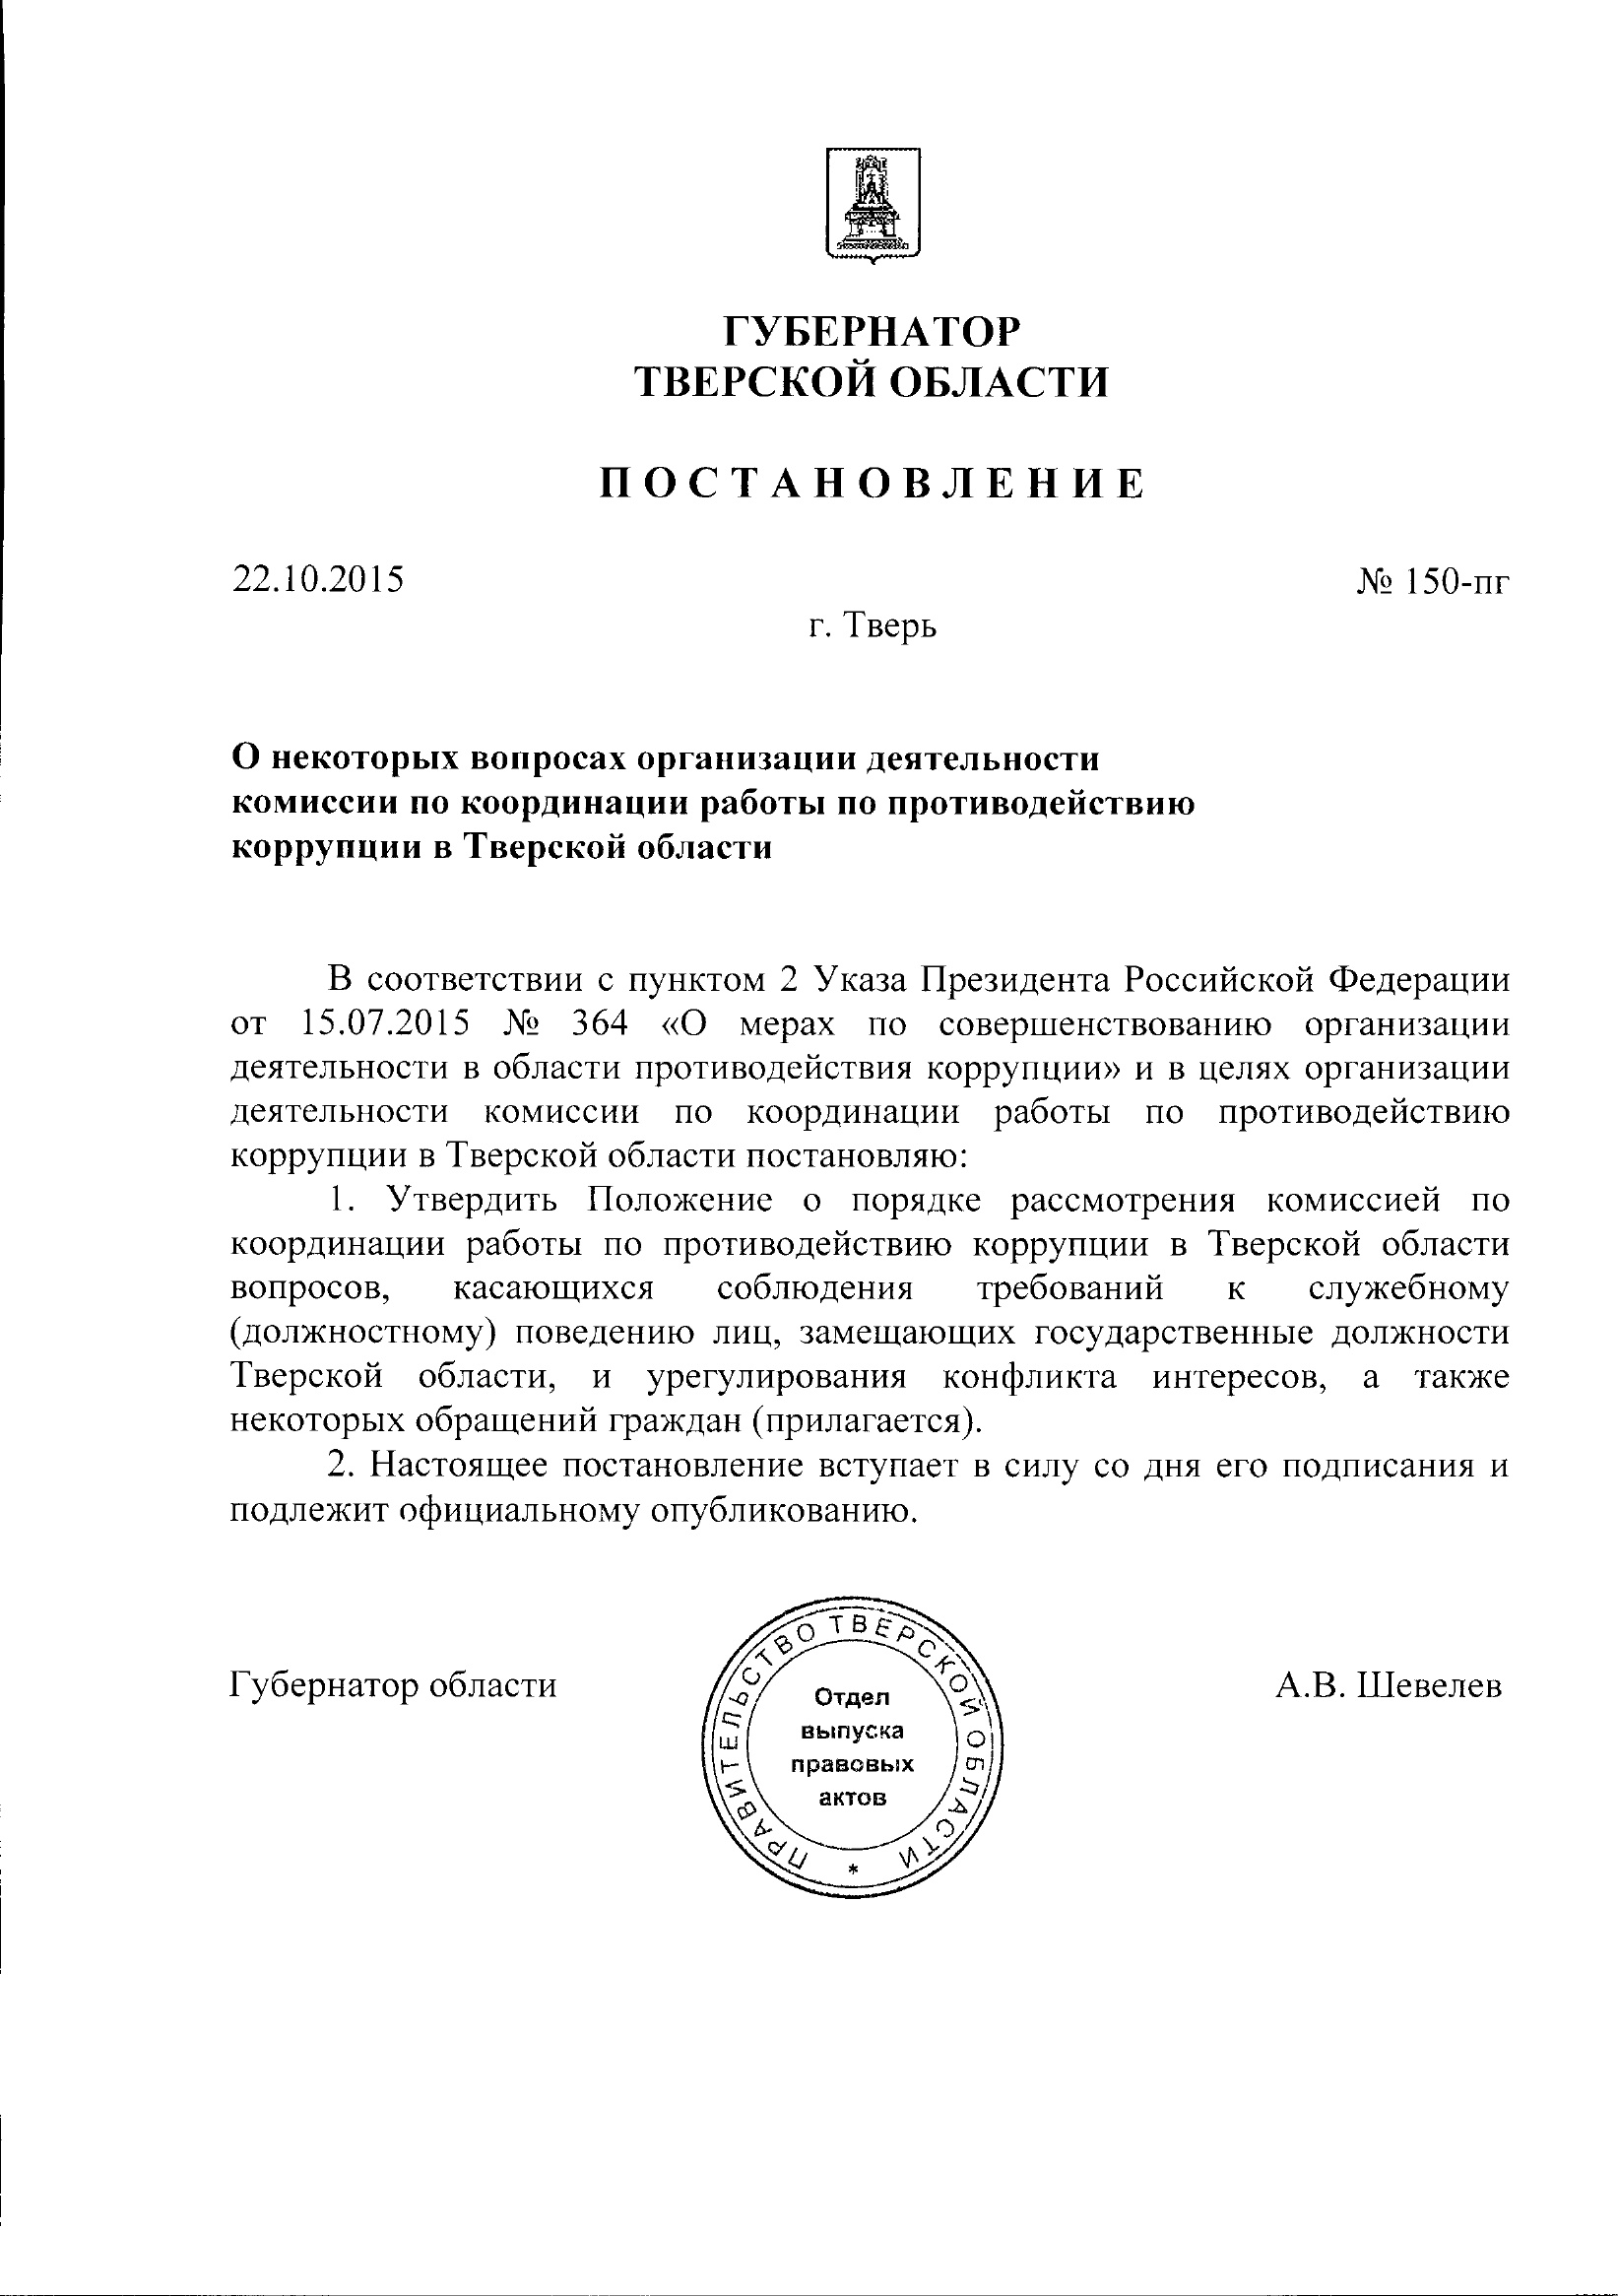 ГУБЕРНАТОР
ТВЕРСКОЙ ОБЛАСТИ
П О С Т А Н О В Л Е Н И Е
22.10.2015
№ 150-пг
г. Тверь
О некоторых вопросах организации деятельности
комиссии по координации работы по противодействию
коррупции в Тверской области
В соответствии с пунктом 2 Указа Президента Российской Федерации
от 15.07.2015 № 364 «О мерах по совершенствованию организации
деятельности в области противодействия коррупции» и в целях организации
деятельности комиссии по координации работы по противодействию
коррупции в Тверской области постановляю:
1. Утвердить Положение о порядке рассмотрения комиссией по
координации работы по противодействию коррупции в Тверской области
вопросов, касающихся соблюдения требований к служебному
(должностному) поведению лиц, замещающих государственные должности
Тверской области, и урегулирования конфликта интересов, а также
некоторых обращений граждан (прилагается).
2. Настоящее постановление вступает в силу со дня его подписания и
подлежит официальному опубликованию.
Губернатор области
А.В. Шевелев
ПРАВИТЕЛЬСТВО ТВЕРСКОЙ ОБЛАСТИ *
Отдел
выпуска
правовых
актов